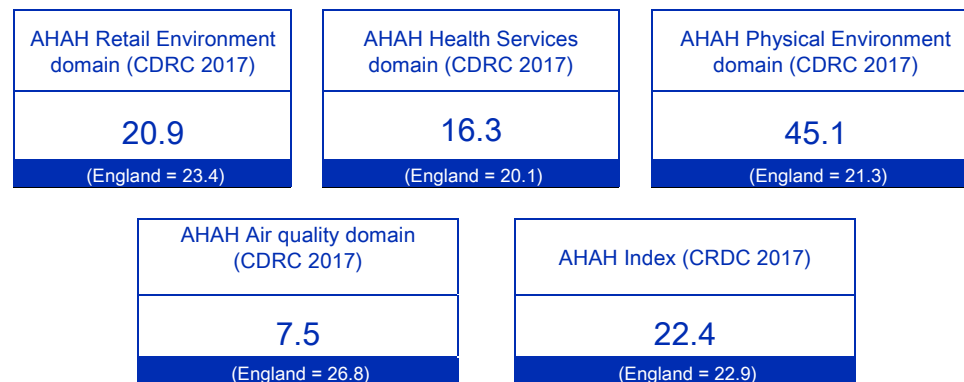 AHAH Retail Environment
domain (CDRC 2017)
20.9
(England = 23.4)
AHAH Health Services
domain (CDRC 2017)
16.3
(England = 20.1)
AHAH Physical Environment
domain (CDRC 2017)
45.1
(England = 21.3)
AHAH Air quality domain
(CDRC 2017)
7.5
(England = 26.8)
AHAH Index (CRDC 2017)
22.4
(England = 22.9)